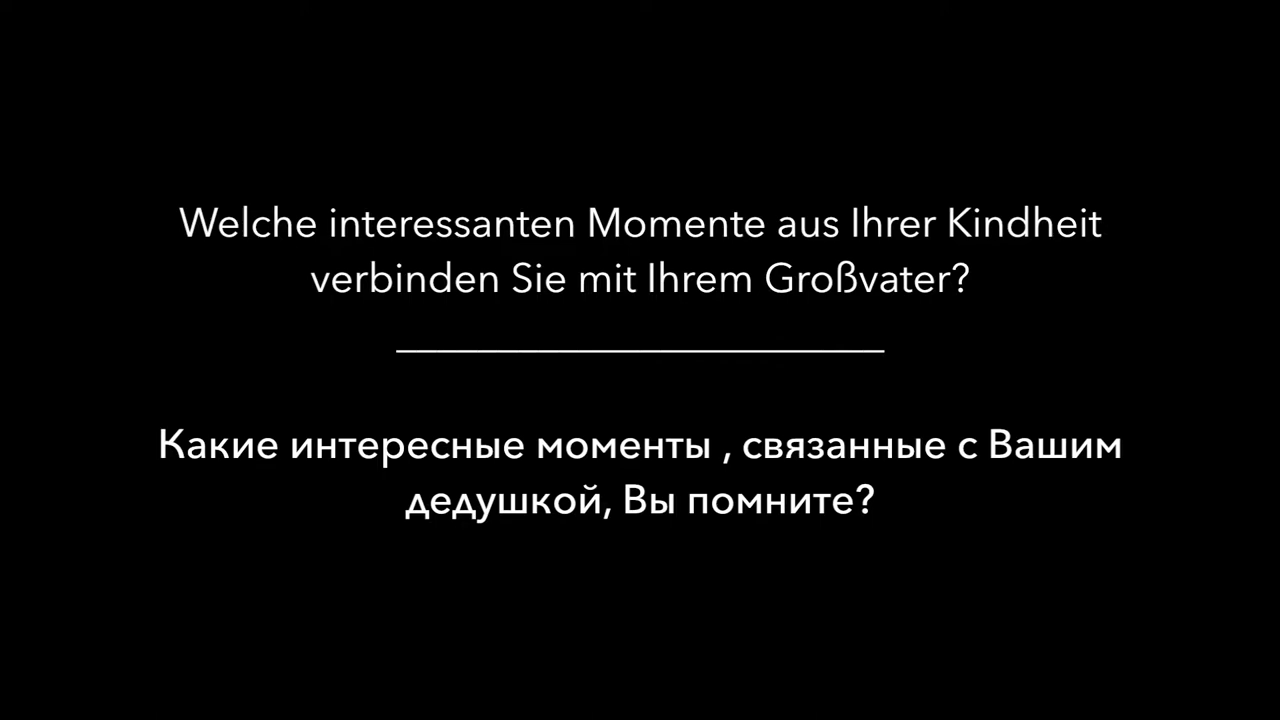 Welche interessanten Momente aus Ihrer Kindheit
verbinden Sie mit Ihrem Großvater?
Какие интересные моменты , связанные с Вашим
дедушкой, Вы помните?